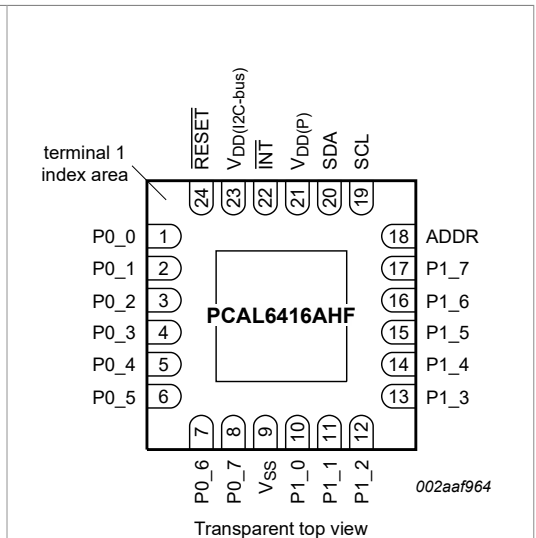 RESET
VDD(I2C-bus)
INT
VDD(P)
SDA
SCL
terminal 1
index area
24 23 22 21 20 19
P0_0 1 18 ADDR
P0_1 2 17 P1_7
P0_2 3 16 P1_6
PCAL6416AHF
P0_3 4 15 P1_5
P0_4 5 14 P1_4
P0_5 6 13 P1_3
7 8 9 10 11 12
P0_6
P0_7
VSS
P1_0
P1_1
P1_2
002aaf964
Transparent top view